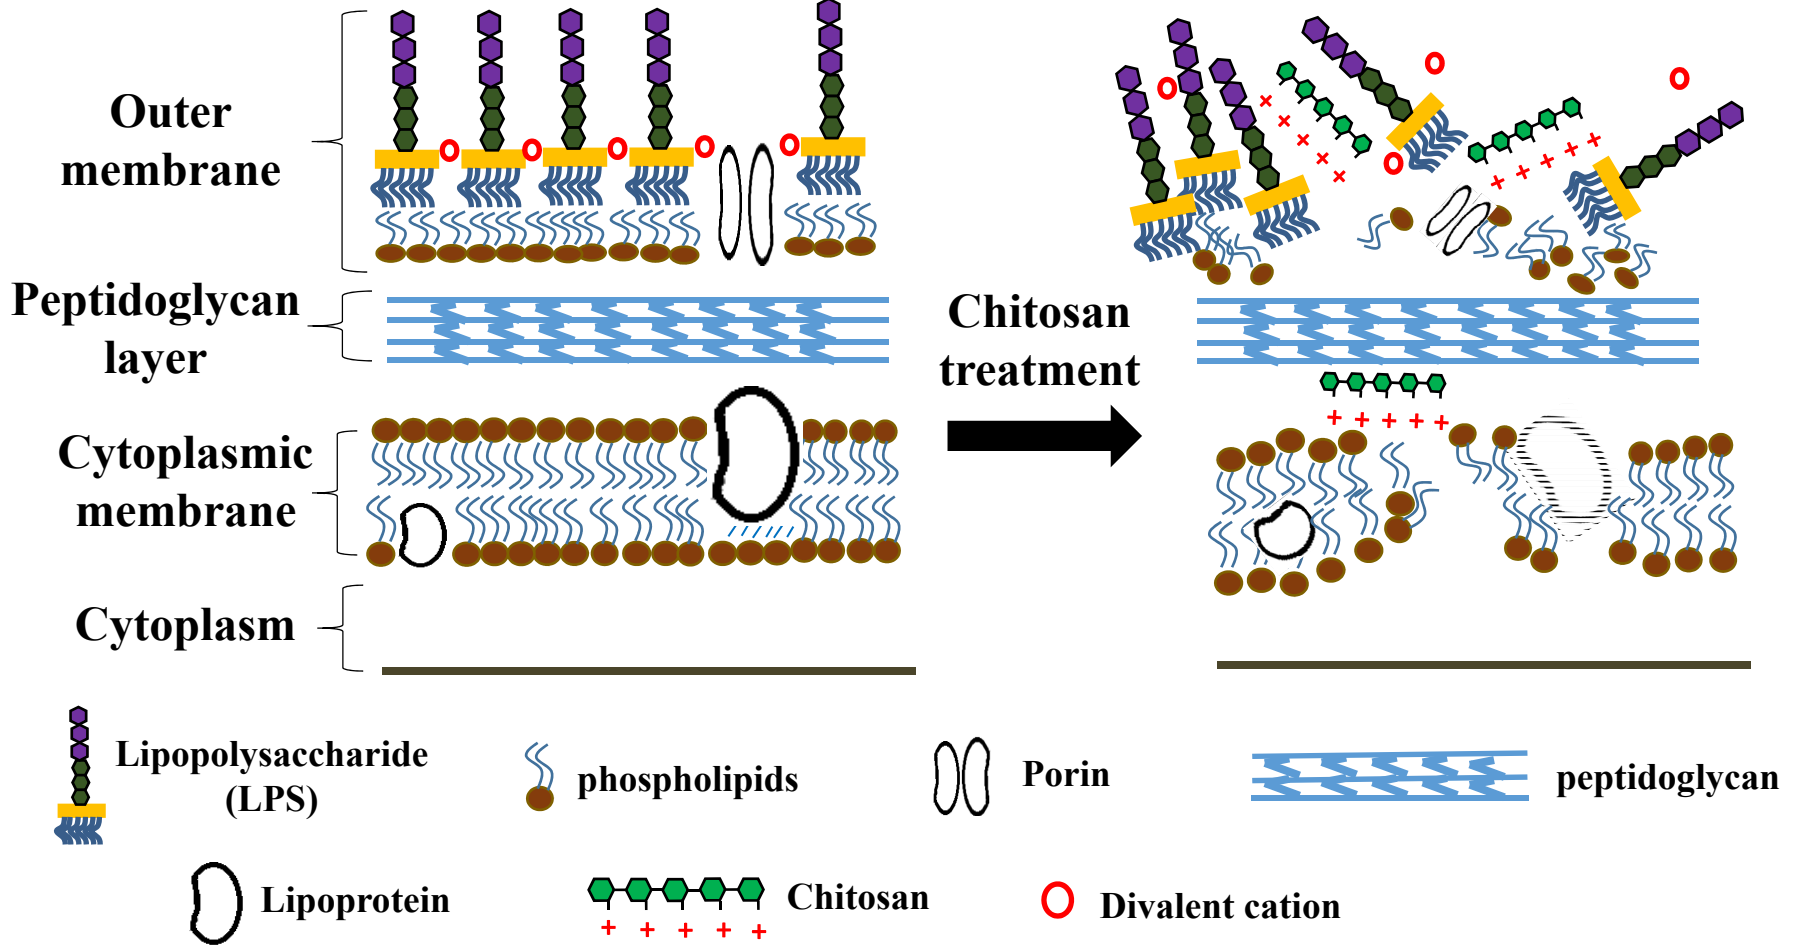 Outer
membrane
Peptidoglycan
layer
Cytoplasmic
membrane
Cytoplasm
Chitosan
treatment
Lipopolysaccharide
(LPS)
phospholipids
Porin
peptidoglycan
Lipoprotein
Chitosan
Divalent cation